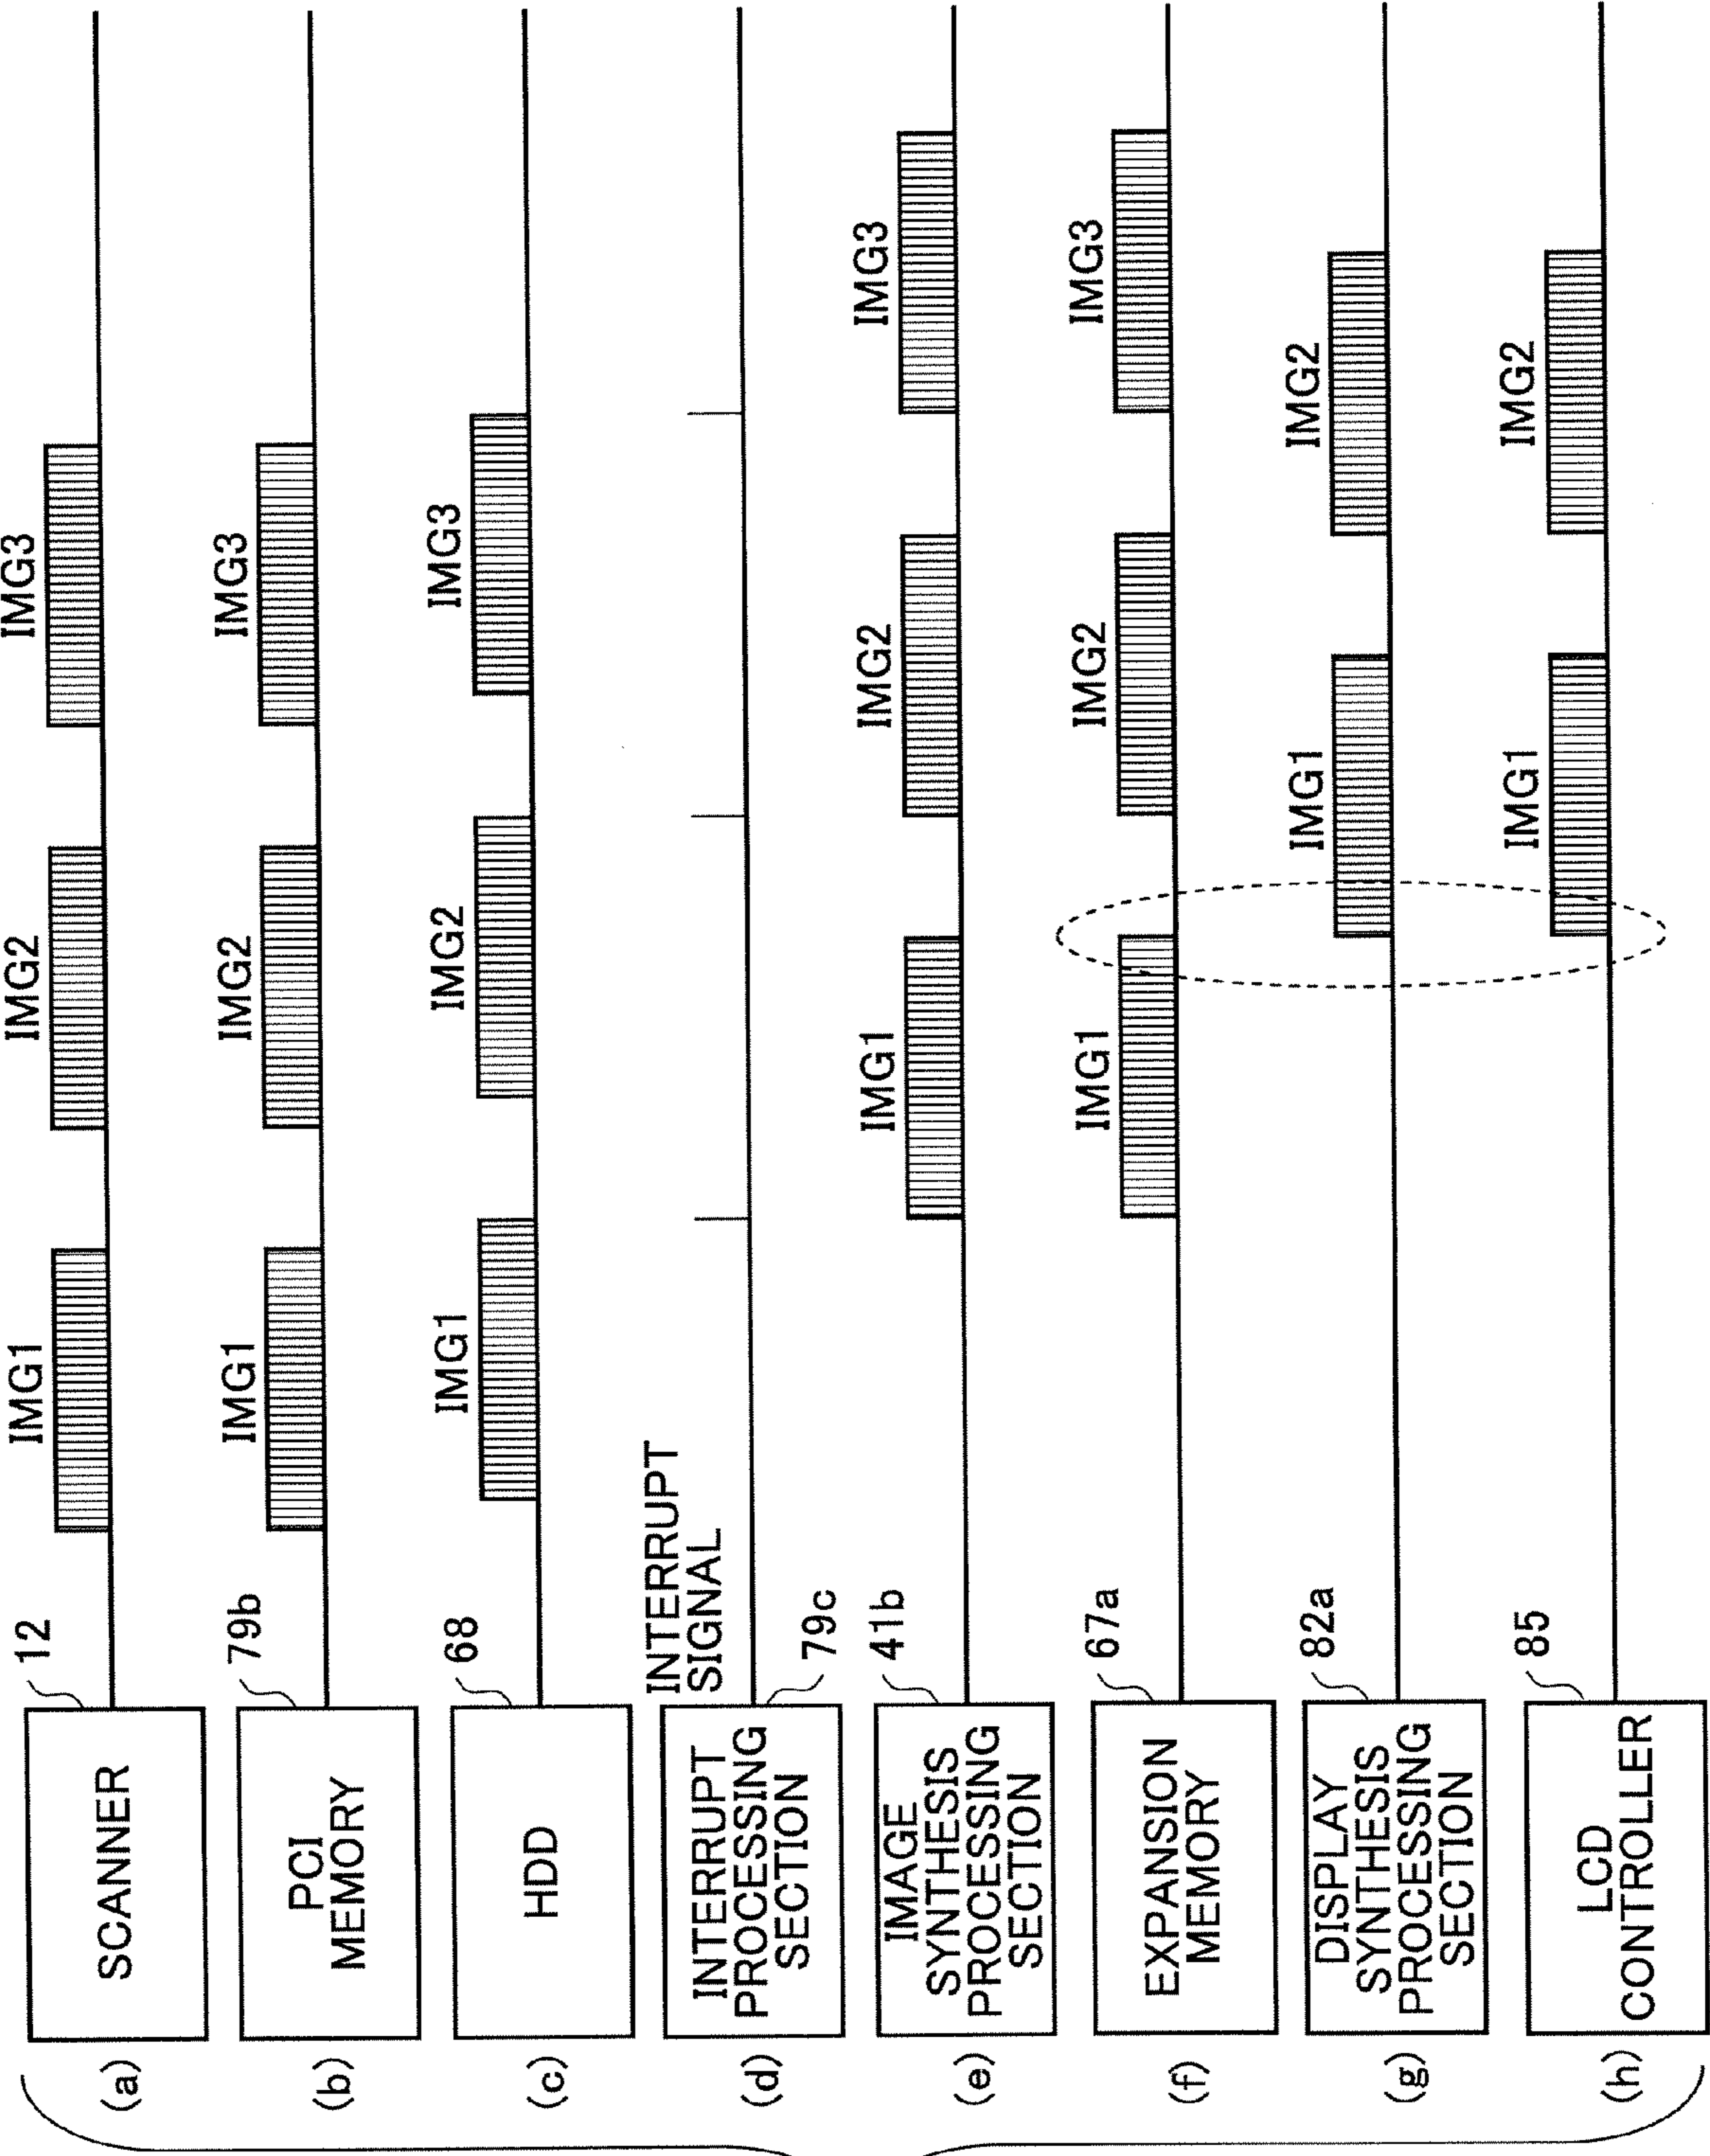 (a)
SCANNER
12
IMG1
IMG2
IMG3
(b)
PCI
MEMORY
79b
IMG1
IMG2
IMG3
(c)
HDD
68
IMG1
IMG2
IMG3
(d)
INTERRUPT
PROCESSING
SECTION
INTERRUPT
SIGNAL
79c
(e)
IMAGE
SYNTHESIS
PROCESSING
SECTION
41b
IMG1
IMG2
IMG3
(f)
EXPANSION
MEMORY
67a
IMG1
IMG2
IMG3
(g)
DISPLAY
SYNTHESIS
PROCESSING
SECTION
82a
IMG1
IMG2
(h)
LCD
CONTROLLER
85
IMG1
IMG2